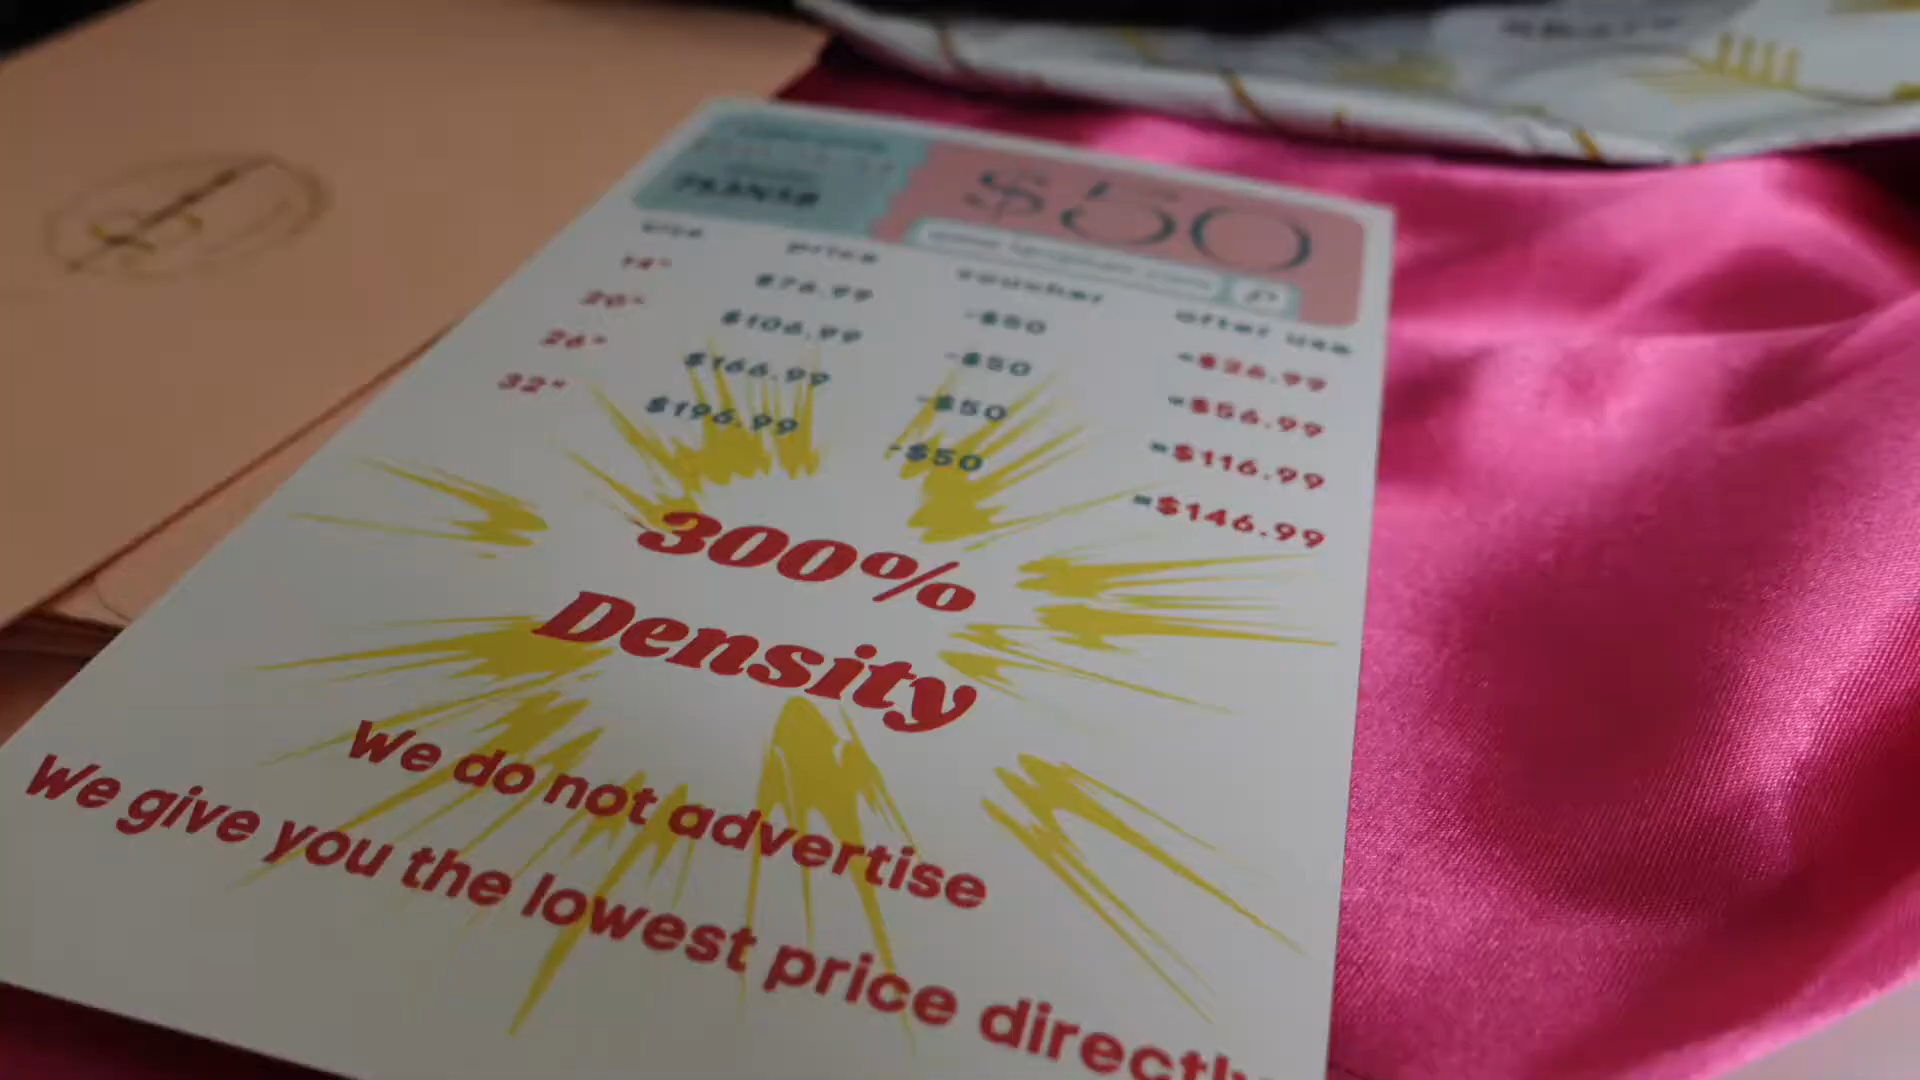 $50
size price voucher after use
14" $76.99 -$50 =$26.99
20" $106.99 -$50 =$56.99
26" $166.99 -$50 =$116.99
32" $196.99 -$50 =$146.99
300%
Density
We do not advertise
We give you the lowest price directly